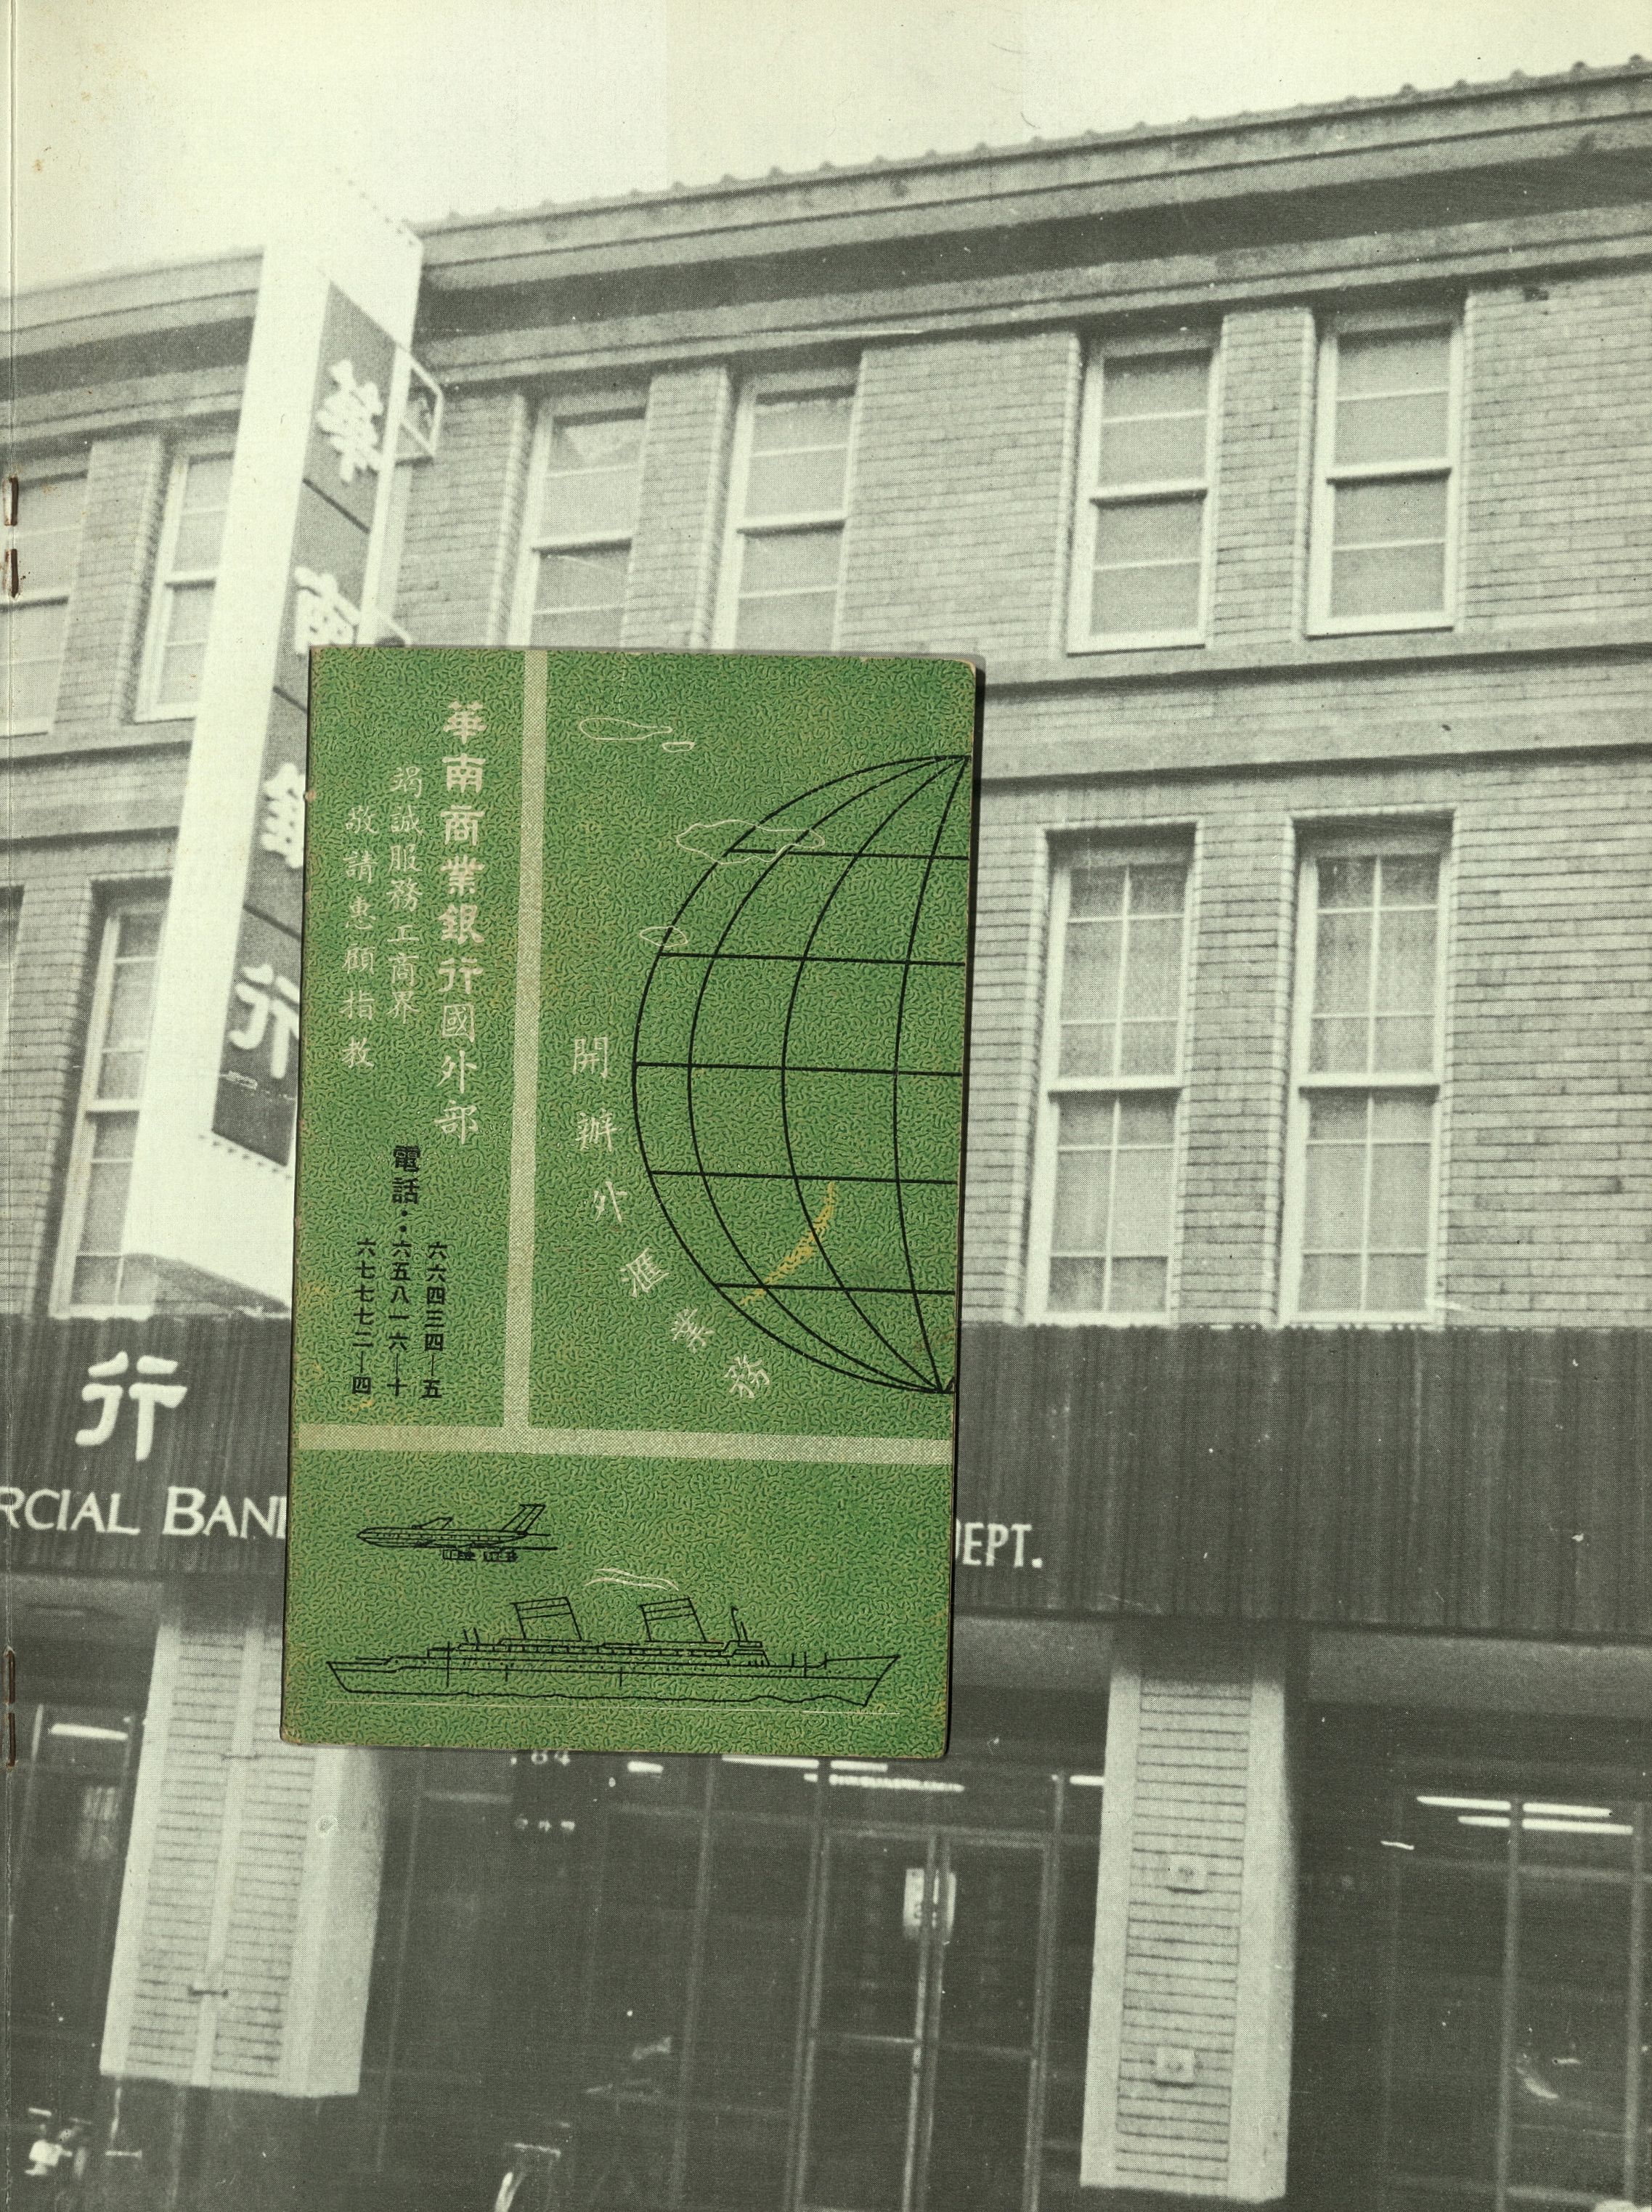 華南銀行
華南商業銀行國外部
竭誠服務工商界
敬請惠顧指教
電話：
六六四三四—五
六五八一六—十
六七七七二—四
開辦外滙業務
行
RCIAL BANK
DEPT.
84